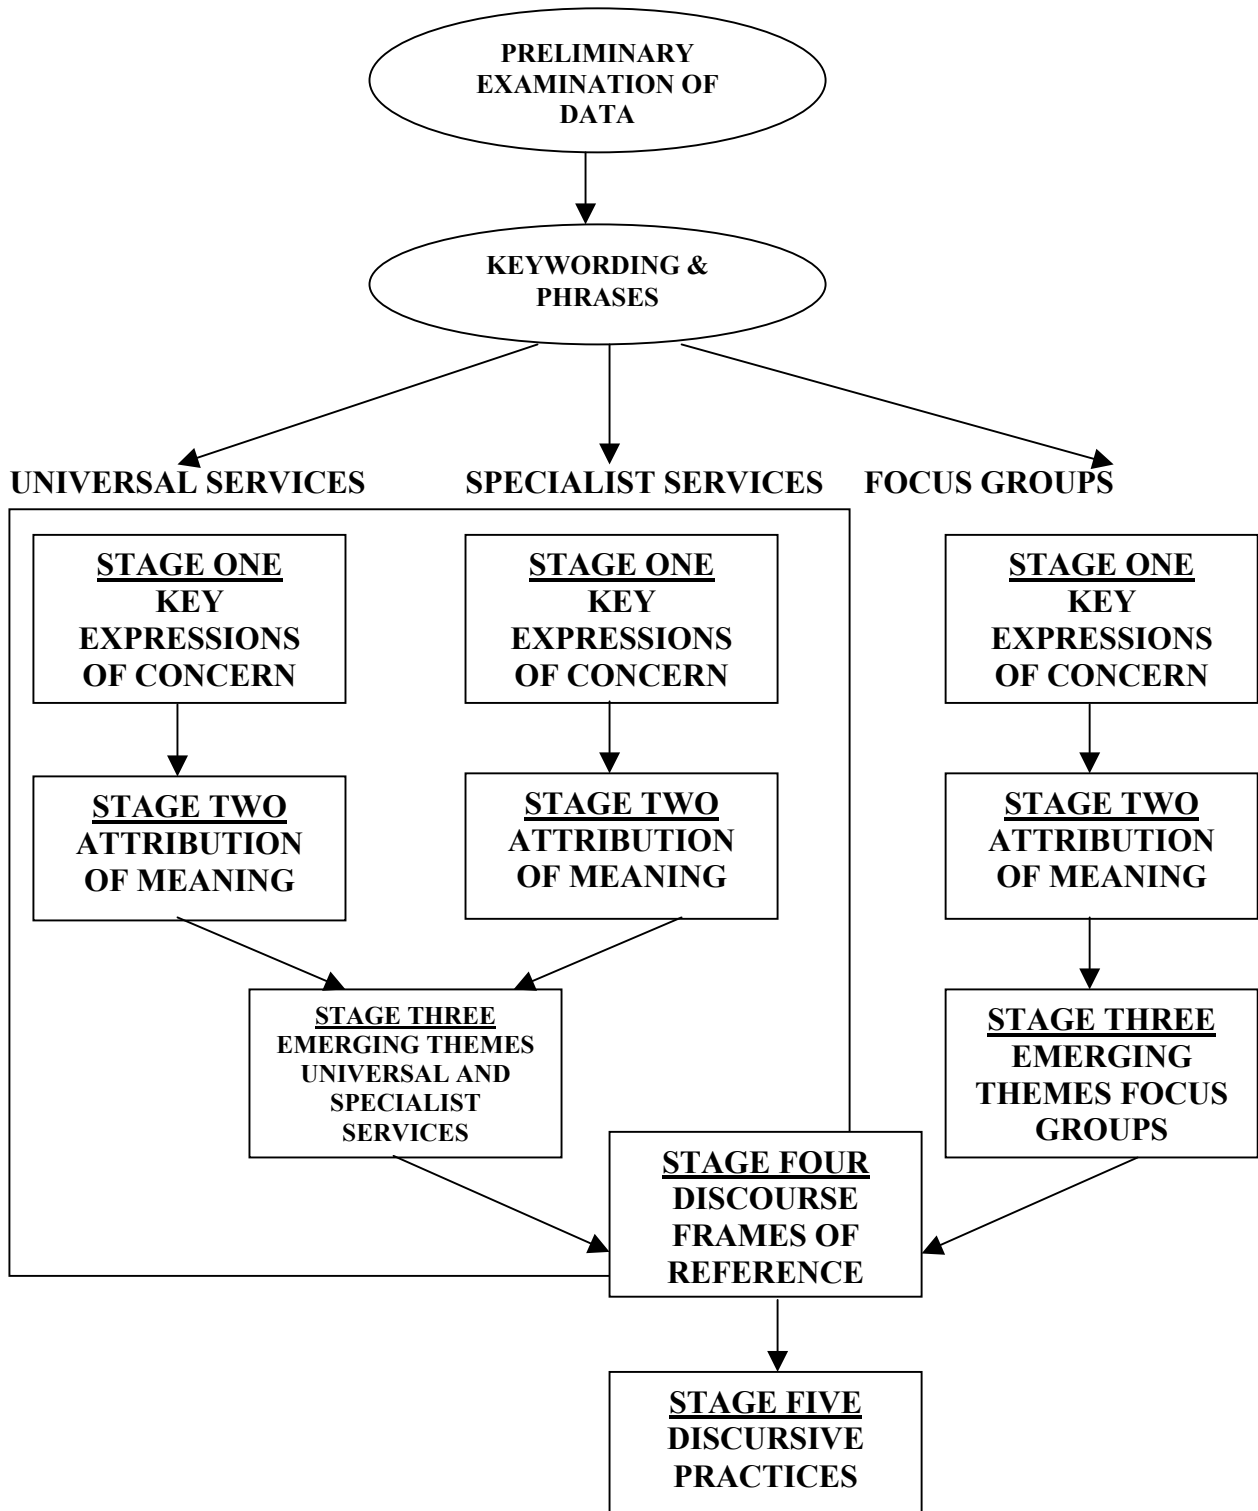 PRELIMINARY
EXAMINATION OF
DATA
KEYWORDING &
PHRASES
UNIVERSAL SERVICES
SPECIALIST SERVICES
FOCUS GROUPS
STAGE ONE
KEY
EXPRESSIONS
OF CONCERN
STAGE ONE
KEY
EXPRESSIONS
OF CONCERN
STAGE ONE
KEY
EXPRESSIONS
OF CONCERN
STAGE TWO
ATTRIBUTION
OF MEANING
STAGE TWO
ATTRIBUTION
OF MEANING
STAGE TWO
ATTRIBUTION
OF MEANING
STAGE THREE
EMERGING THEMES
UNIVERSAL AND
SPECIALIST
SERVICES
STAGE THREE
EMERGING
THEMES FOCUS
GROUPS
STAGE FOUR
DISCOURSE
FRAMES OF
REFERENCE
STAGE FIVE
DISCURSIVE
PRACTICES